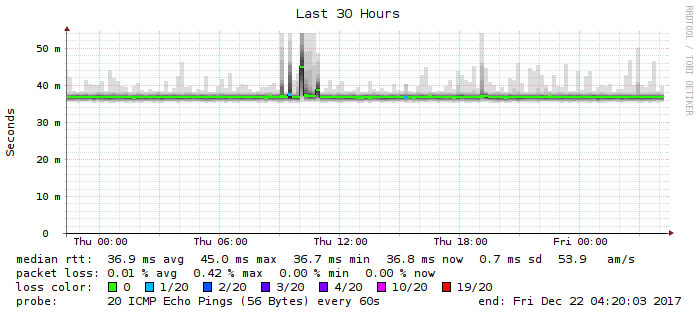 Last 30 Hours
RRDTOOL / TOBI OETIKER
Seconds
50 m
40 m
30 m
20 m
10 m
0
Thu 00:00 Thu 06:00 Thu 12:00 Thu 18:00 Fri 00:00
median rtt: 36.9 ms avg 45.0 ms max 36.7 ms min 36.8 ms now 0.7 ms sd 53.9 am/s
packet loss: 0.01 % avg 0.42 % max 0.00 % min 0.00 % now
loss color: 0 1/20 2/20 3/20 4/20 10/20 19/20
probe: 20 ICMP Echo Pings (56 Bytes) every 60s end: Fri Dec 22 04:20:03 2017